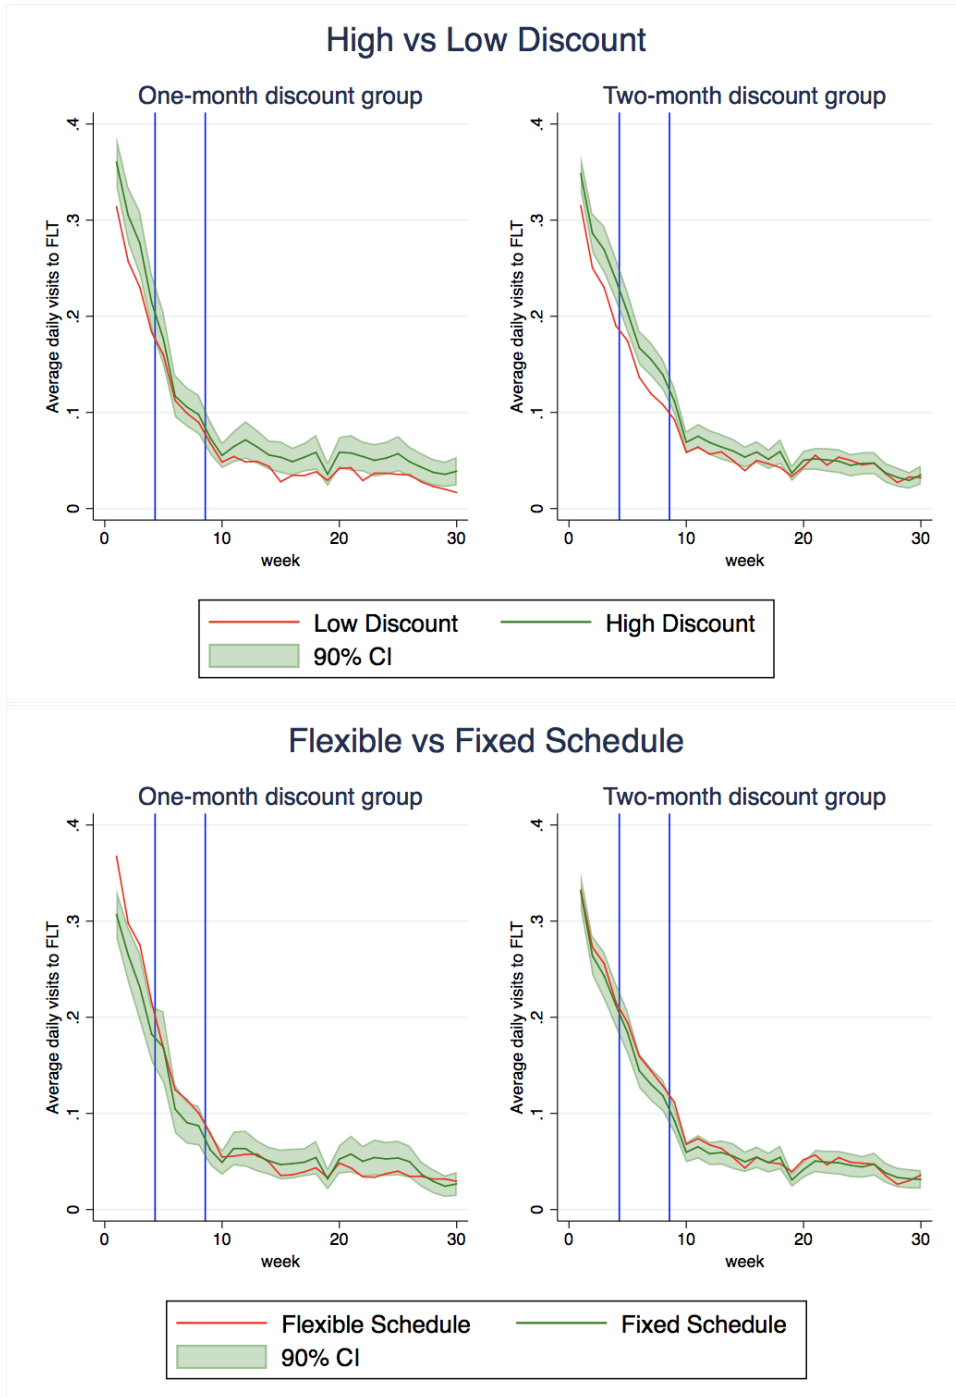 High vs Low Discount
One-month discount group
Two-month discount group
Average daily visits to FLT
.4
.3
.2
.1
0
0 10 20 30
week
Average daily visits to FLT
.4
.3
.2
.1
0
0 10 20 30
week
Low Discount
High Discount
90% CI
Flexible vs Fixed Schedule
One-month discount group
Two-month discount group
Average daily visits to FLT
.4
.3
.2
.1
0
0 10 20 30
week
Average daily visits to FLT
.4
.3
.2
.1
0
0 10 20 30
week
Flexible Schedule
Fixed Schedule
90% CI